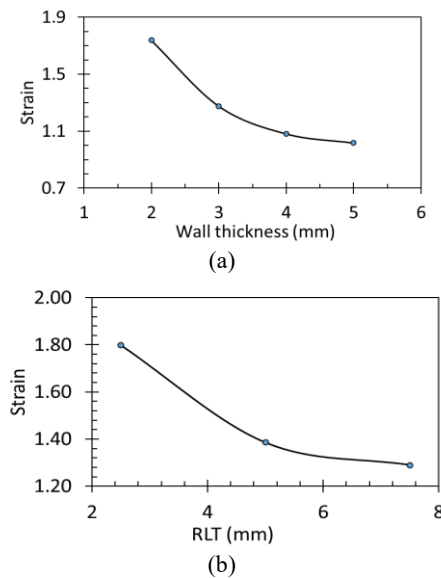 1.9
1.5
1.1
0.7
Strain
1 2 3 4 5 6
Wall thickness (mm)
(a)
2.00
1.80
1.60
1.40
1.20
Strain
2 4 6 8
RLT (mm)
(b)